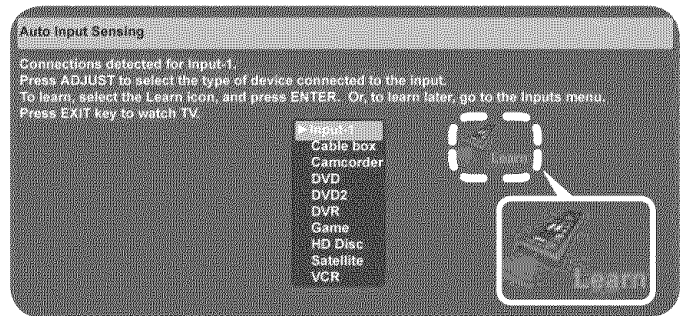 Auto Input Sensing
Connections detected for Input-1.
Press ADJUST to select the type of device connected to the input.
To learn, select the Learn icon, and press ENTER.  Or, to learn later, go to the Inputs menu.
Press EXIT key to watch TV.
Input-1
Cable box
Camcorder
DVD
DVD2
DVR
Game
HD Disc
Satellite
VCR
Learn
Learn